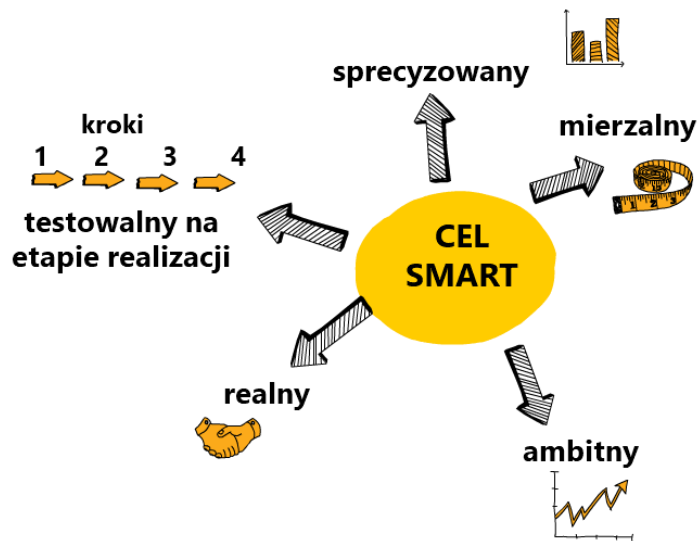 CEL
SMART
sprecyzowany
mierzalny
ambitny
realny
kroki
1 2 3 4
testowalny na
etapie realizacji